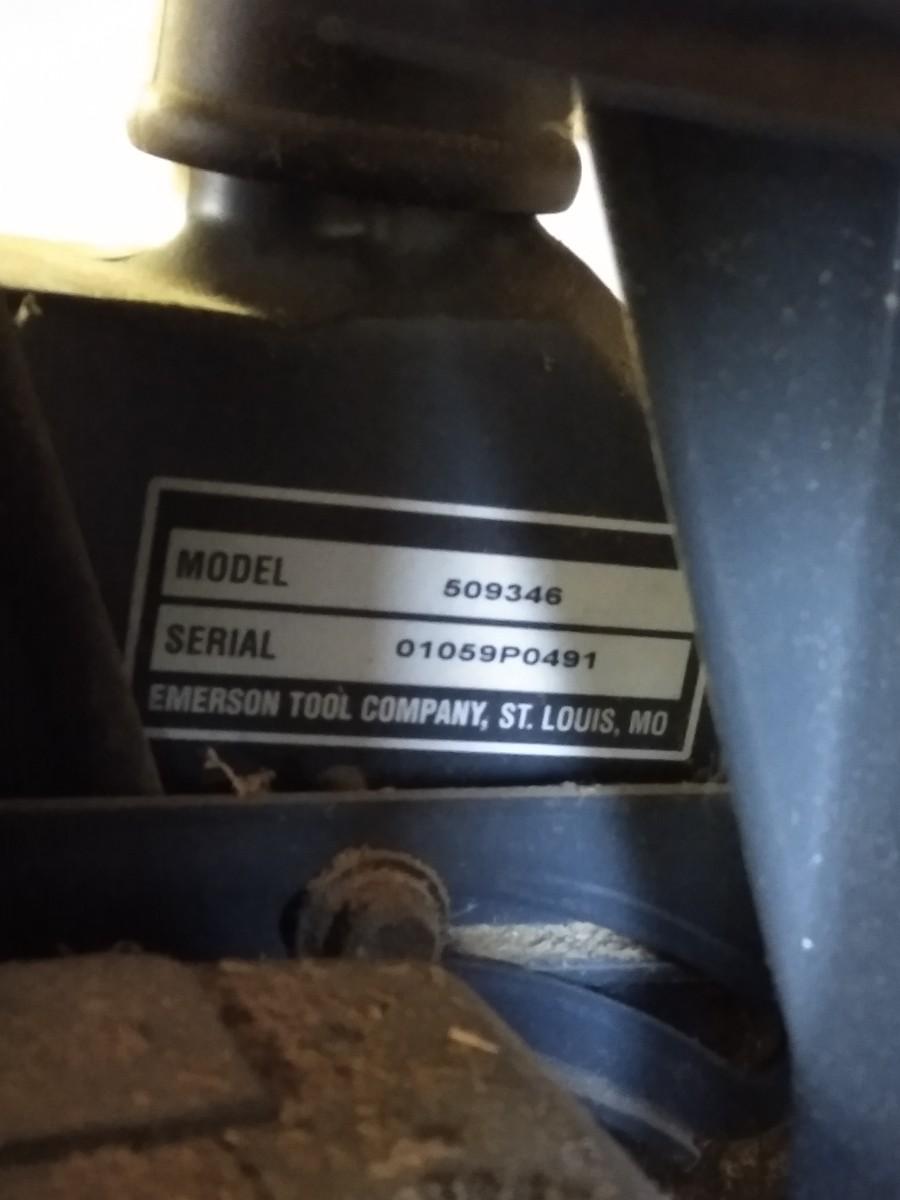 MODEL 509346
SERIAL 01059P0491
EMERSON TOOL COMPANY, ST. LOUIS, MO